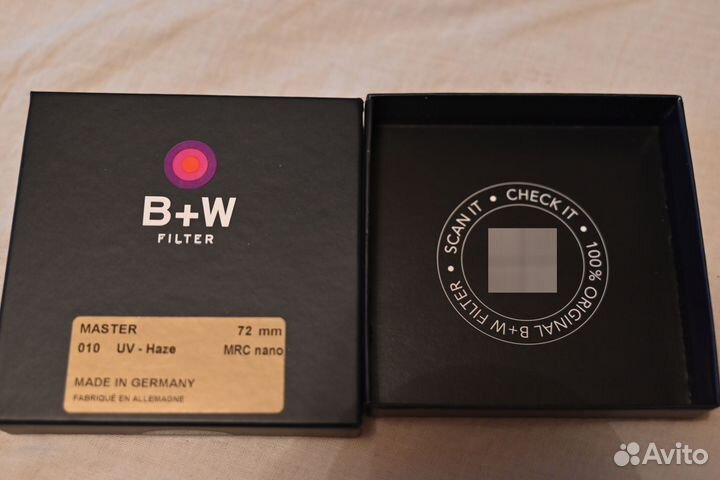 B+W
FILTER
MASTER 72 mm
010 UV - Haze MRC nano
MADE IN GERMANY
FABRIQUÉ EN ALLEMAGNE
SCAN IT • CHECK IT • 100% ORIGINAL B+W FILTER •
Avito